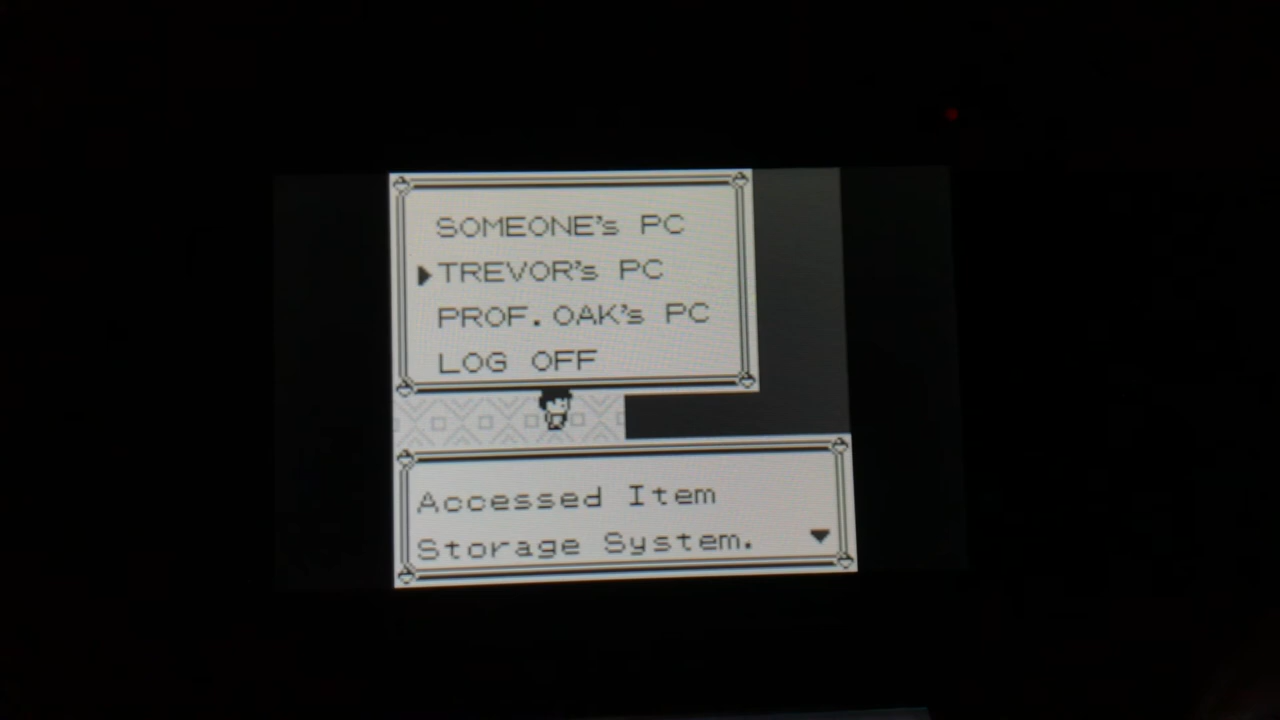 SOMEONE's PC
TREVOR's PC
PROF.OAK's PC
LOG OFF
Accessed Item
Storage System.